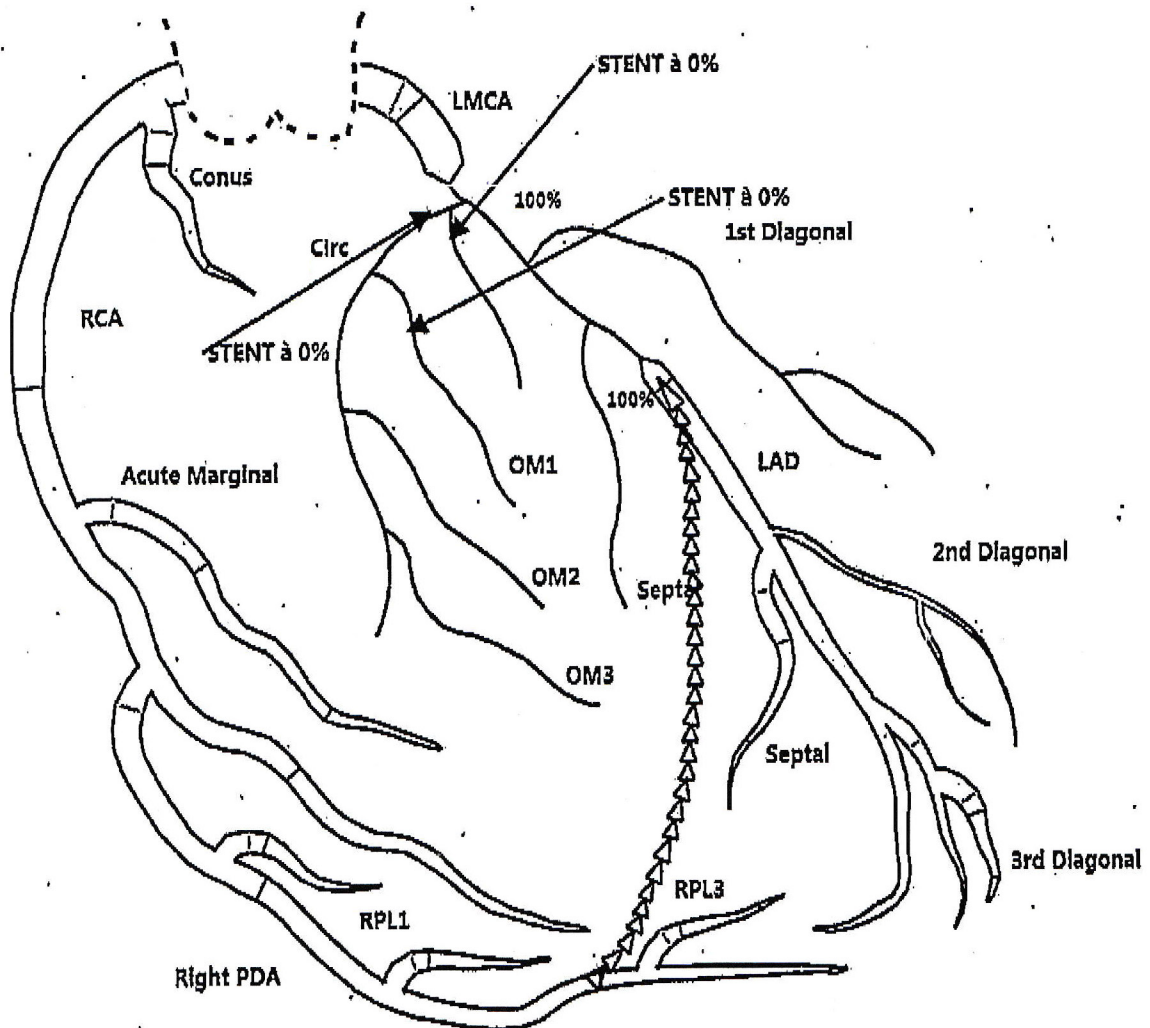 STENT à 0%
LMCA
Conus
100%
STENT à 0%
1st Diagonal
Circ
RCA
STENT à 0%
100%
LAD
OM1
Acute Marginal
2nd Diagonal
OM2
Septal
OM3
Septal
3rd Diagonal
RPL3
RPL1
Right PDA